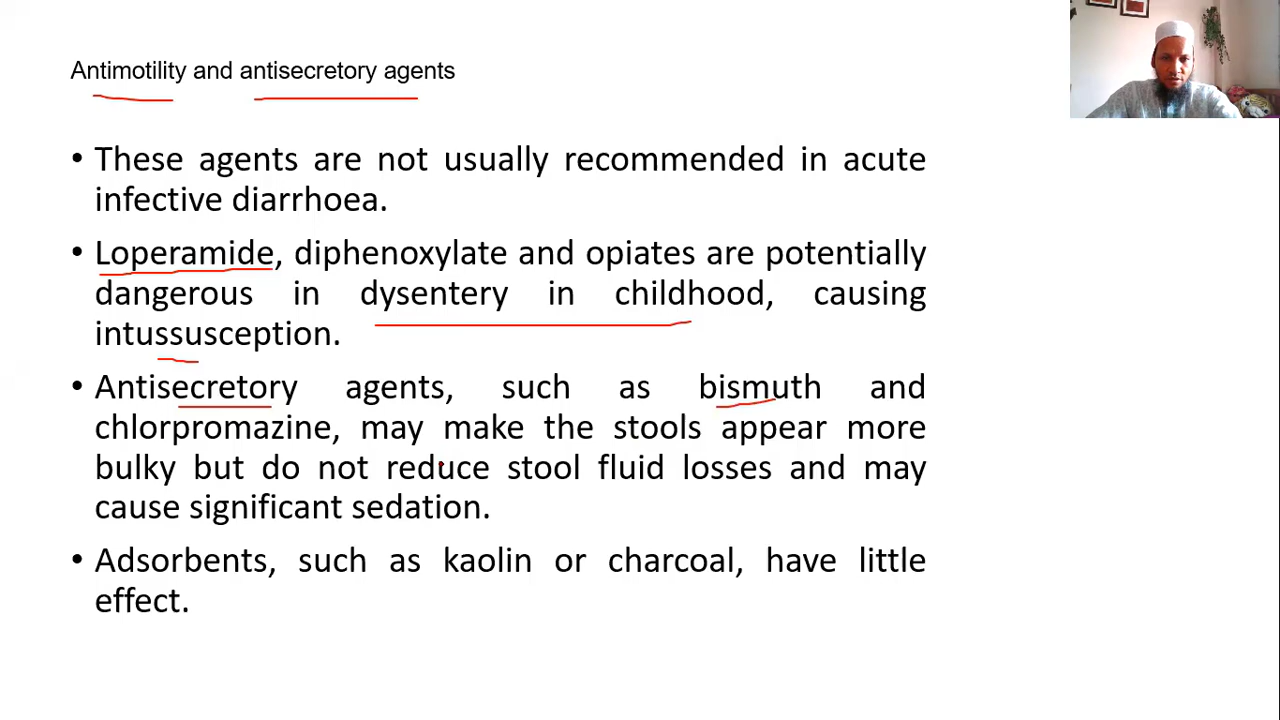 Antimotility and antisecretory agents
• These agents are not usually recommended in acute
infective diarrhoea.
• Loperamide, diphenoxylate and opiates are potentially
dangerous in dysentery in childhood, causing
intussusception.
• Antisecretory agents, such as bismuth and
chlorpromazine, may make the stools appear more
bulky but do not reduce stool fluid losses and may
cause significant sedation.
• Adsorbents, such as kaolin or charcoal, have little
effect.